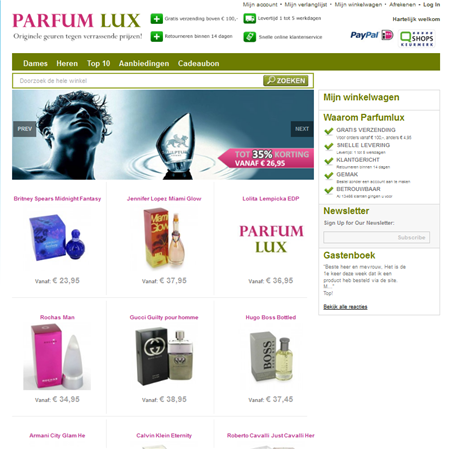 Mijn account • Mijn verlanglijst • Mijn winkelwagen • Afrekenen • Log In
PARFUM LUX
Originele geuren tegen verrassende prijzen!
Gratis verzending boven € 100,-
Levertijd 1 tot 5 werkdagen
Hartelijk welkom
Retourneren binnen 14 dagen
Snelle online klantenservice
PayPal
QSHOPS
KEURMERK
Dames Heren Top 10 Aanbiedingen Cadeaubon
Doorzoek de hele winkel
ZOEKEN
PREV
NEXT
TOT 35% KORTING
VANAF € 26,95
Mijn winkelwagen
Waarom Parfumlux
GRATIS VERZENDING
Voor orders vanaf € 100,- anders € 4,95
SNELLE LEVERING
Levertijd 1 tot 5 werkdagen
KLANTGERICHT
Retourneren binnen 14 dagen
GEMAK
Bestel zonder een account aan te maken
BETROUWBAAR
Newsletter
Sign Up for Our Newsletter:
Subscribe
Gastenboek
"Beste heer en mevrouw, Het is de
1e keer deze week dat ik een
product heb besteld via de site
M..."
Top!
Bekijk alle reacties
Britney Spears Midnight Fantasy
Jennifer Lopez Miami Glow
Lolita Lempicka EDP
PARFUM
LUX
Vanaf: € 23,95
Vanaf: € 37,95
Vanaf: € 36,95
Rochas Man
Gucci Guilty pour homme
Hugo Boss Bottled
BOSS
Vanaf: € 34,95
Vanaf: € 38,95
Vanaf: € 37,45
Armani City Glam He
Calvin Klein Eternity
Roberto Cavalli Just Cavalli Her